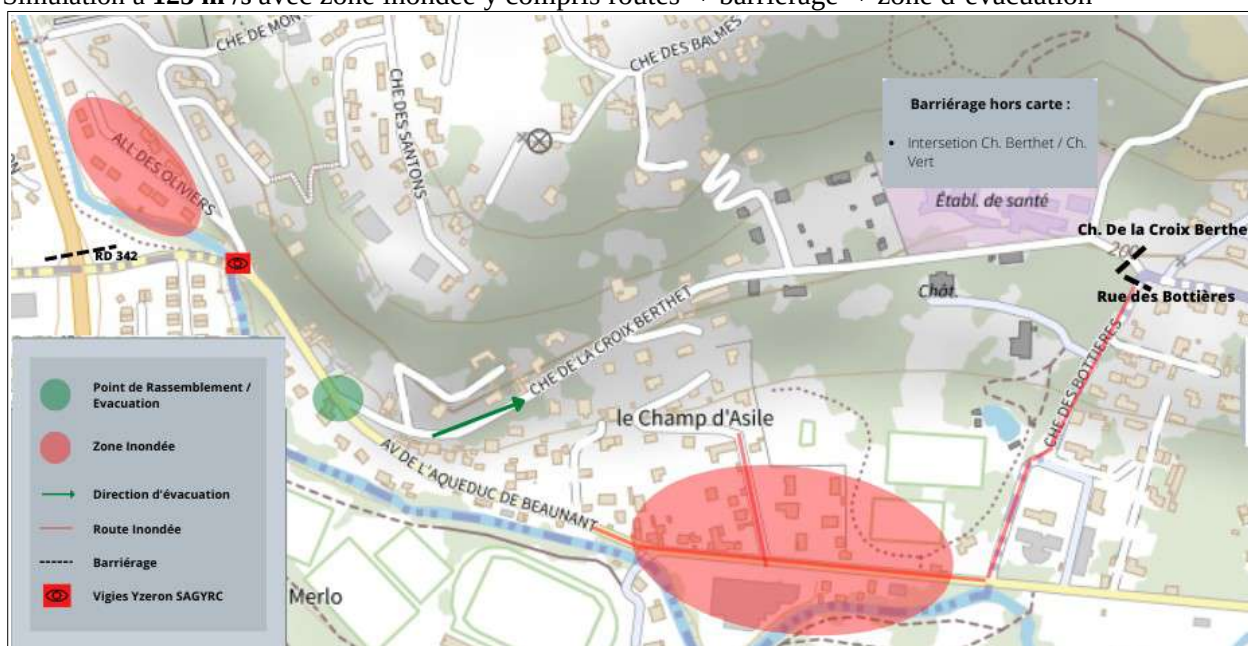 Simulation à 125 m³/s avec zone inondée y compris routes + barriérage + zone d'évacuation
CHE DE MON
CHE DES SANTONS
CHE DES BALMES
ALL DES OLIVIERS
Barriérage hors carte :
• Intersetion Ch. Berthet / Ch.
Vert
Établ. de santé
Ch. De la Croix Berthe
200
RD 342
Rue des Bottières
Chât.
CHE DE LA CROIX BERTHET
CHE DES BOTTIERES
le Champ d'Asile
AV DE L'AQUEDUC DE BEAUNANT
Merlo
Point de Rassemblement /
Evacuation
Zone Inondée
Direction d'évacuation
Route Inondée
Barriérage
Vigies Yzeron SAGYRC